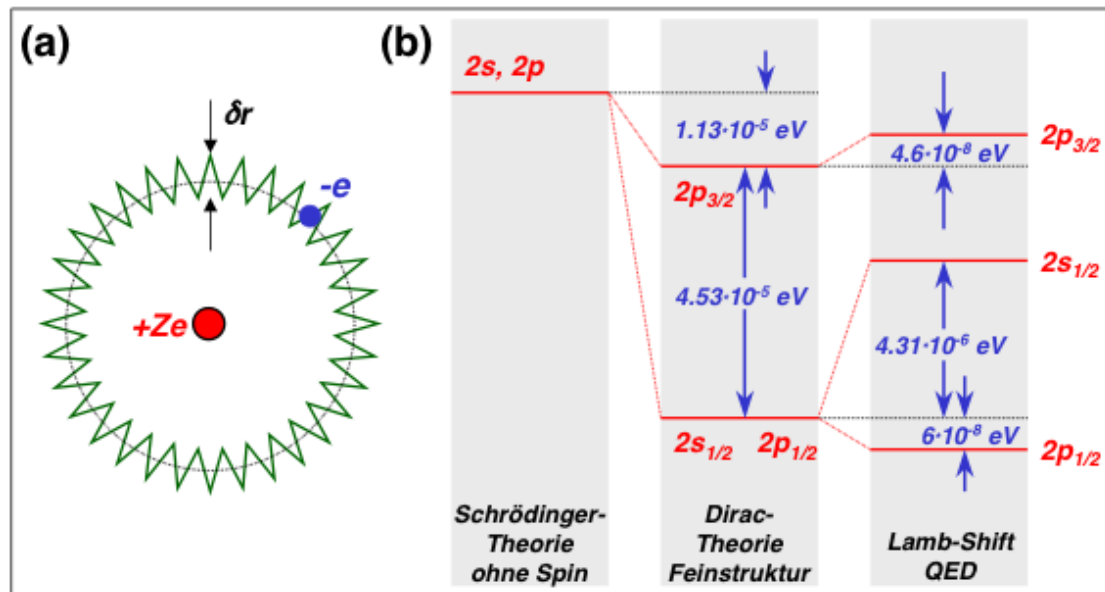 (a)
δr
-e
+Ze
(b)
2s, 2p
1.13·10⁻⁵ eV
2p₃/₂
4.53·10⁻⁵ eV
2s₁/₂ 2p₁/₂
2p₃/₂
4.6·10⁻⁸ eV
2s₁/₂
4.31·10⁻⁶ eV
6·10⁻⁸ eV
2p₁/₂
Schrödinger-
Theorie
ohne Spin
Dirac-
Theorie
Feinstruktur
Lamb-Shift
QED